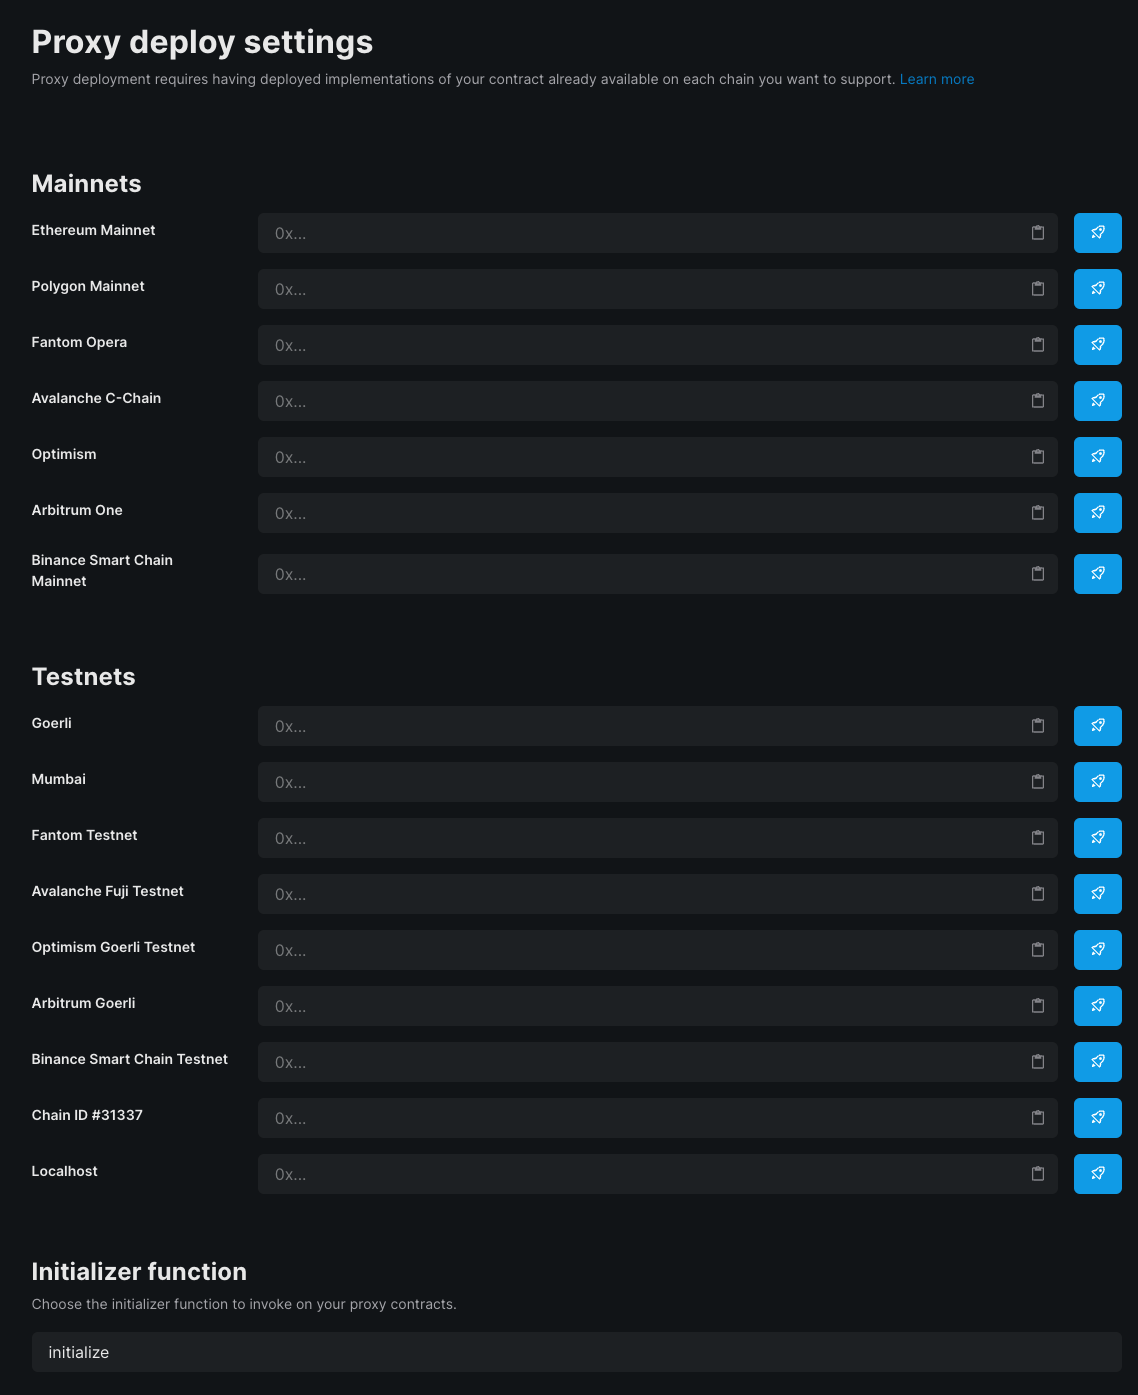 Proxy deploy settings
Proxy deployment requires having deployed implementations of your contract already available on each chain you want to support. Learn more
Mainnets
Ethereum Mainnet
0x...
Polygon Mainnet
0x...
Fantom Opera
0x...
Avalanche C-Chain
0x...
Optimism
0x...
Arbitrum One
0x...
Binance Smart Chain
Mainnet
0x...
Testnets
Goerli
0x...
Mumbai
0x...
Fantom Testnet
0x...
Avalanche Fuji Testnet
0x...
Optimism Goerli Testnet
0x...
Arbitrum Goerli
0x...
Binance Smart Chain Testnet
0x...
Chain ID #31337
0x...
Localhost
0x...
Initializer function
Choose the initializer function to invoke on your proxy contracts.
initialize